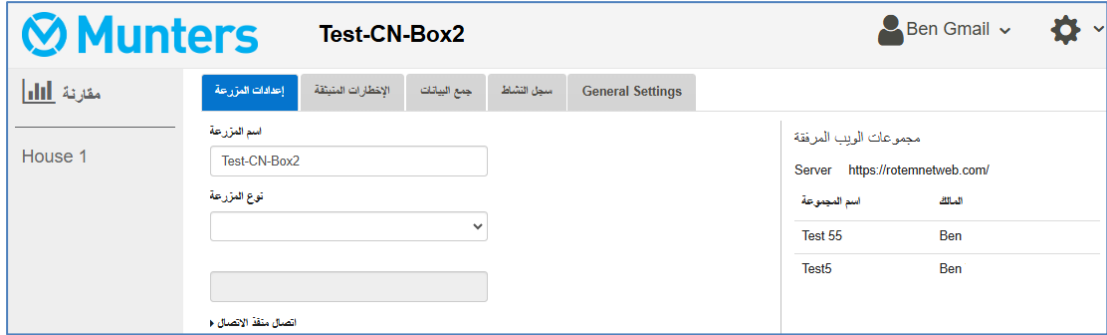 Munters
Test-CN-Box2
Ben Gmail
مقارنة
House 1
إعدادات المزرعة
الإخطارات المنبثقة
جمع البيانات
سجل النشاط
General Settings
اسم المزرعة
Test-CN-Box2
نوع المزرعة
اتصال منفذ الاتصال
مجموعات الويب المرفقة
Server https://rotemnetweb.com/
اسم المجموعة المالك
Test 55 Ben
Test5 Ben